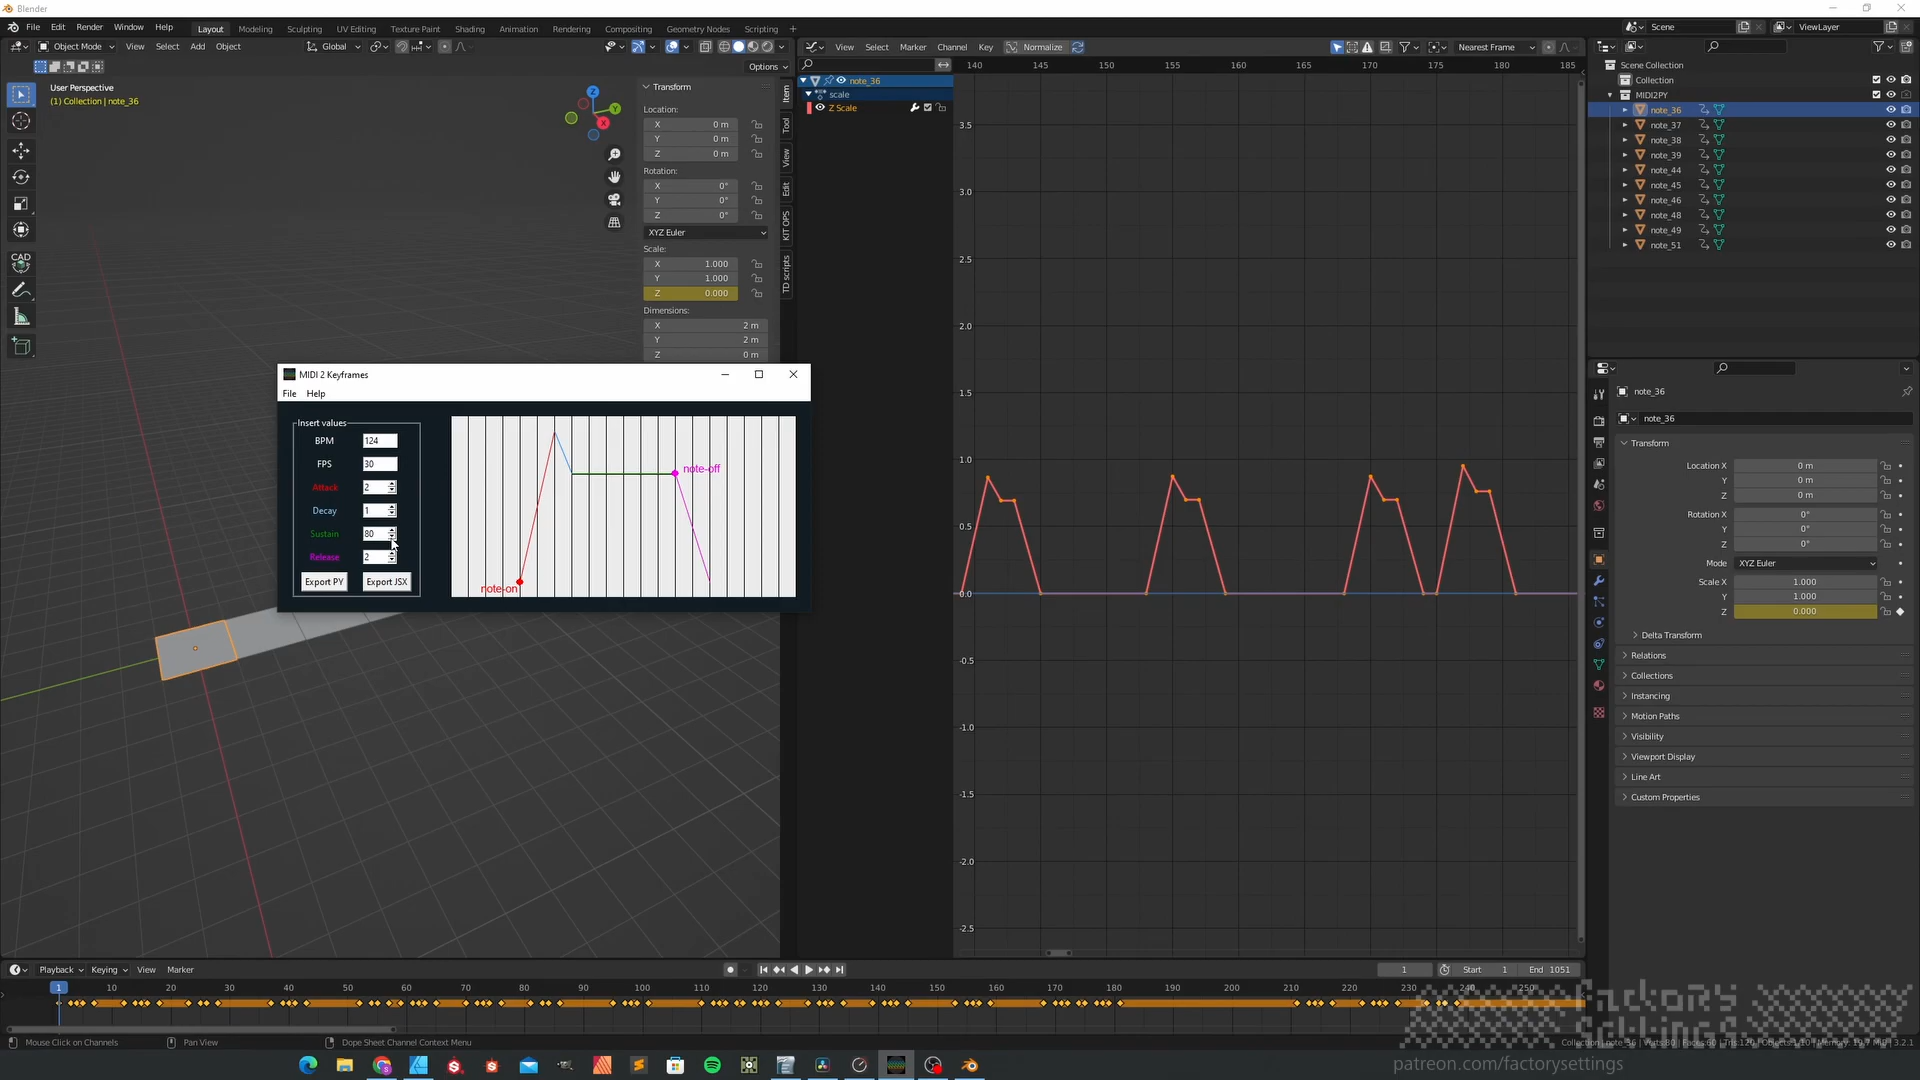 Blender
File Edit Render Window Help
Layout Modeling Sculpting UV Editing Texture Paint Shading Animation Rendering Compositing Geometry Nodes Scripting +
Scene
ViewLayer
Object Mode View Select Add Object
Global
View Select Marker Channel Key Normalize
Nearest Frame
Options
User Perspective
(1) Collection | note_36
Transform
Location:
X 0 m
Y 0 m
Z 0 m
Rotation:
X 0°
Y 0°
Z 0°
XYZ Euler
Scale:
X 1.000
Y 1.000
Z 0.000
Dimensions:
X 2 m
Y 2 m
Z 0 m
Item
Tool
View
Edit
KIT OPS
TD scripts
CAD
Z
Y
X
note_36
scale
Z Scale
140 145 150 155 160 165 170 175 180 185
3.5
3.0
2.5
2.0
1.5
1.0
0.5
0.0
-0.5
-1.0
-1.5
-2.0
-2.5
Scene Collection
Collection
MIDI2PY
note_36
note_37
note_38
note_39
note_44
note_45
note_46
note_48
note_49
note_51
MIDI 2 Keyframes
File Help
Insert values
BPM 124
FPS 30
Attack 2
Decay 1
Sustain 80
Release 2
Export PY Export JSX
note-off
note-on
note_36
note_36
Transform
Location X 0 m
Y 0 m
Z 0 m
Rotation X 0°
Y 0°
Z 0°
Mode XYZ Euler
Scale X 1.000
Y 1.000
Z 0.000
Delta Transform
Relations
Collections
Instancing
Motion Paths
Visibility
Viewport Display
Line Art
Custom Properties
Playback Keying View Marker
1 Start 1 End 1051
1 10 20 30 40 50 60 70 80 90 100 110 120 130 140 150 160 170 180 190 200 210 220 230 240 250
Mouse Click on Channels Pan View Dope Sheet Channel Context Menu
factory settings
patreon.com/factorysettings